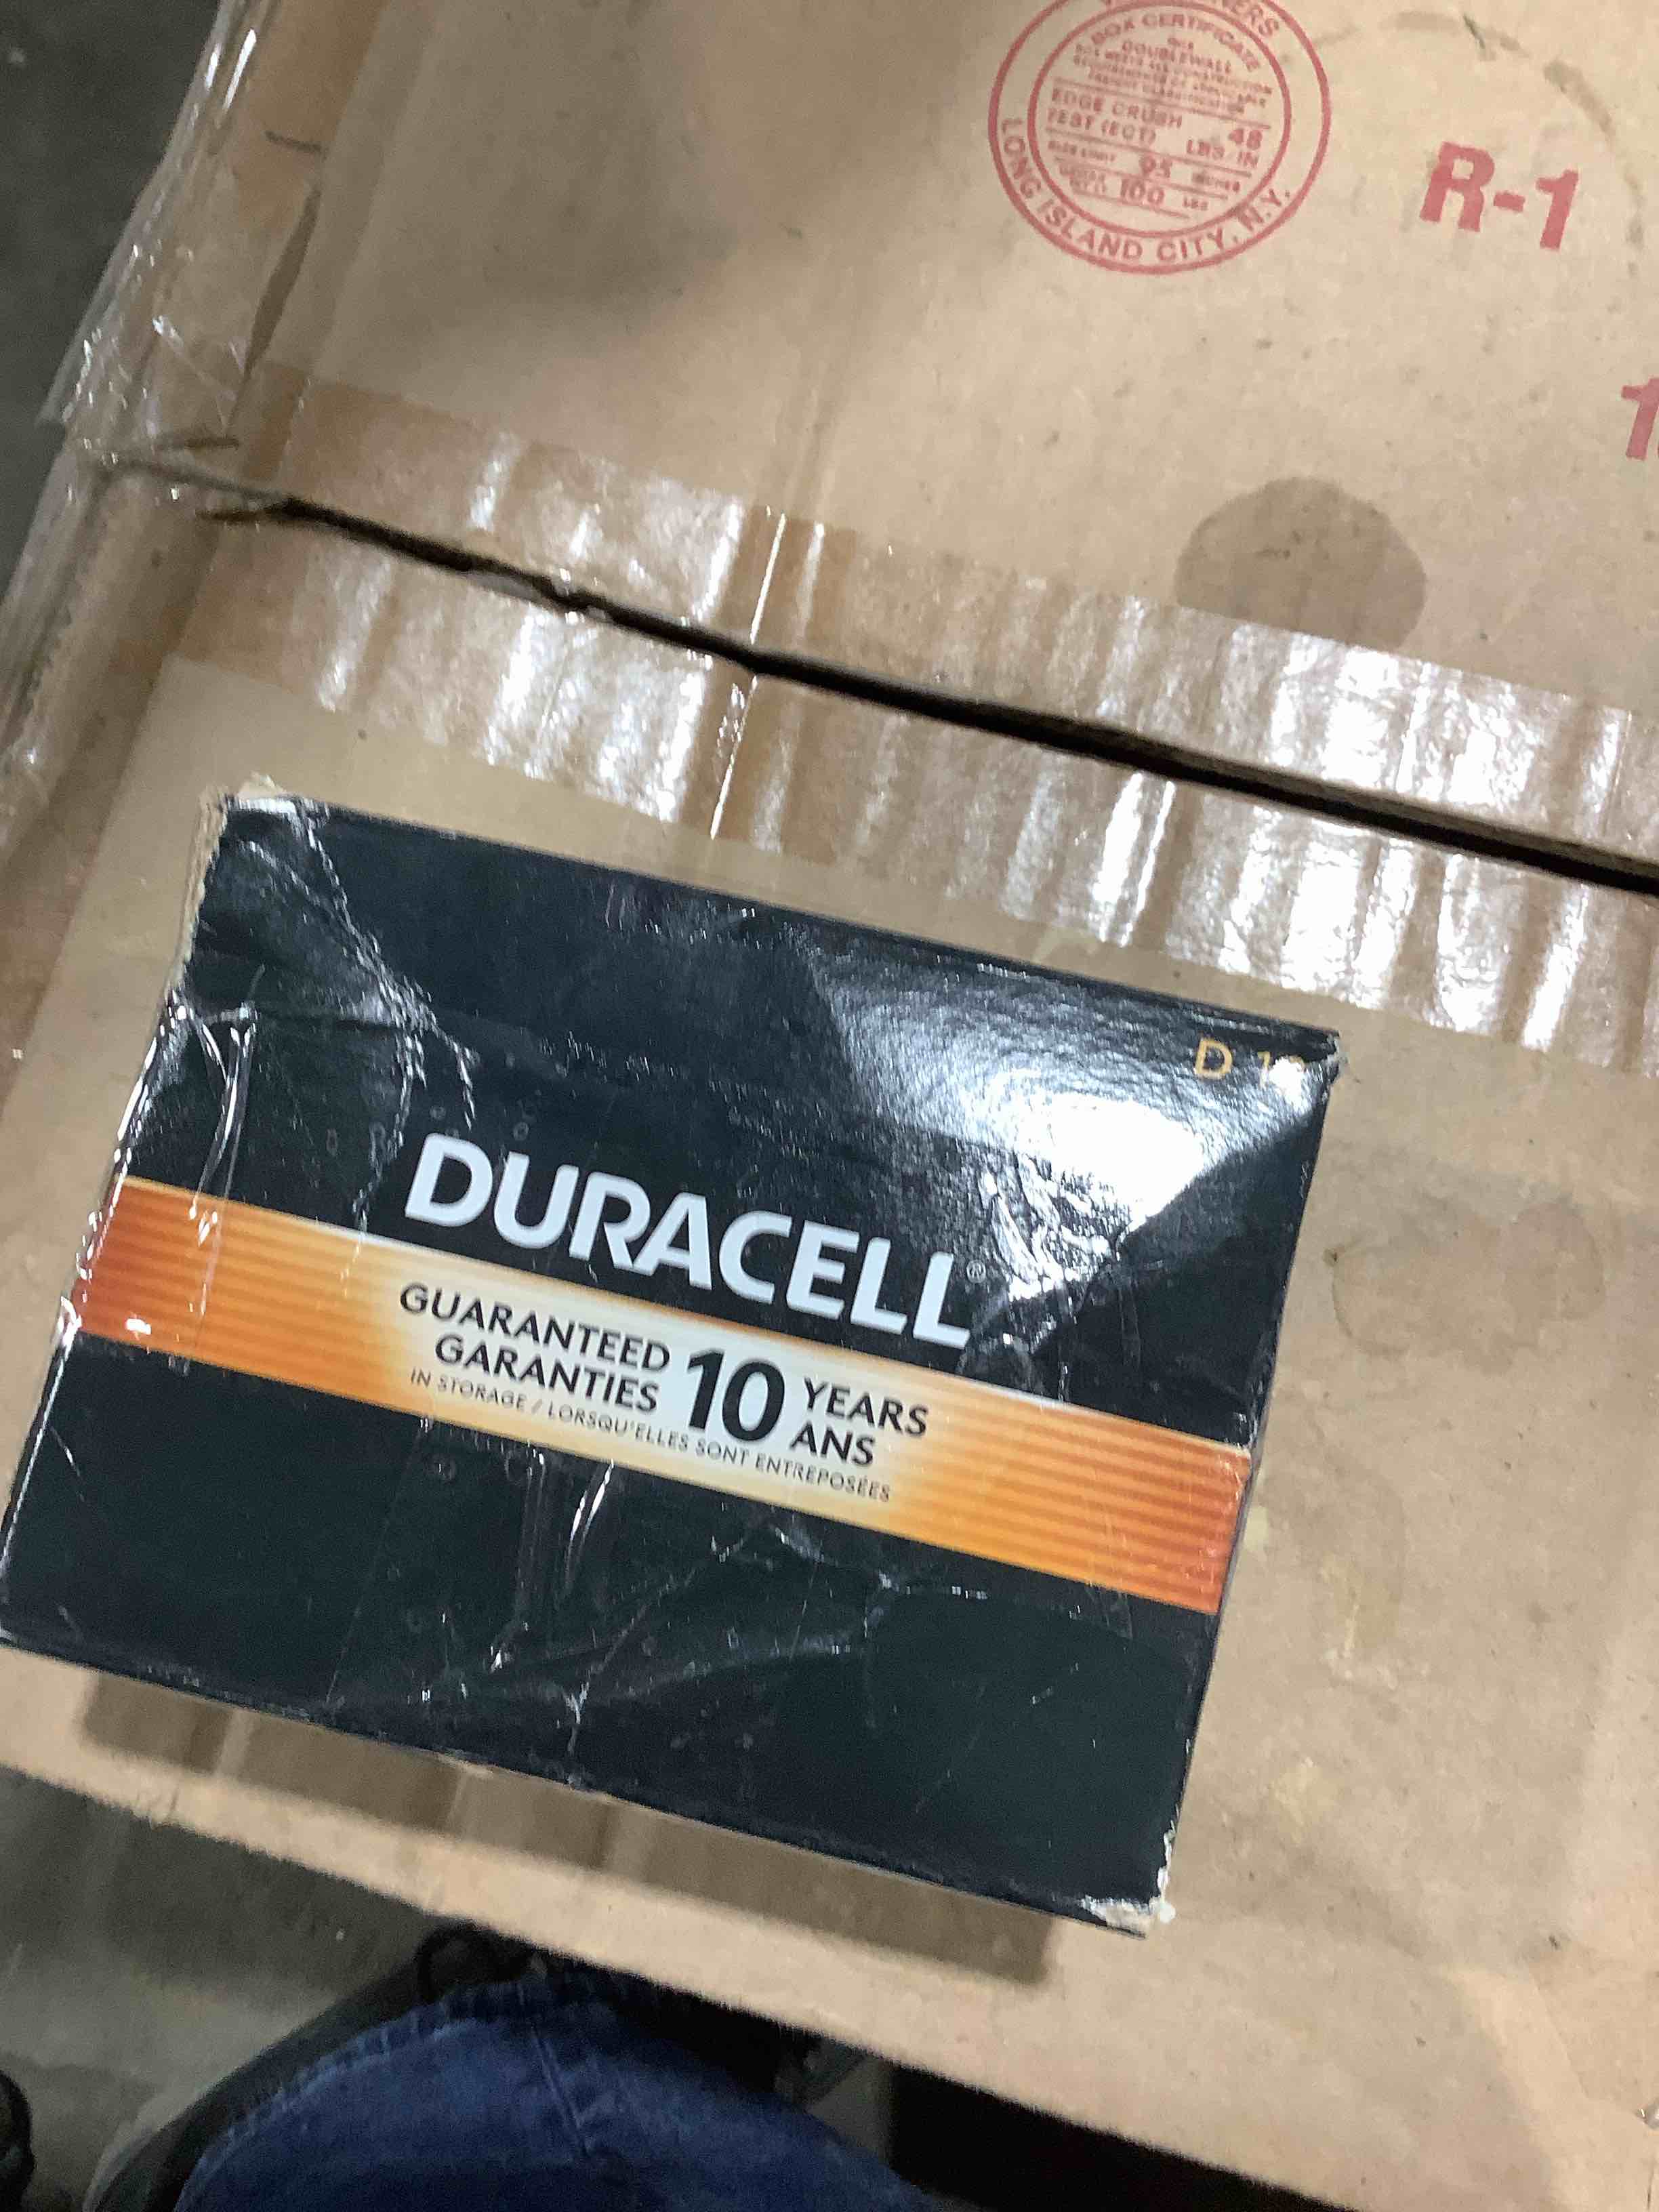 BOX CERTIFICATE
DOUBLEWALL
EDGE CRUSH
TEST (ECT) 48
LBS/IN
95
100 LBS
LONG ISLAND CITY, N.Y.
R-1
D
DURACELL®
GUARANTEED
GARANTIES
10 YEARS
ANS
IN STORAGE / LORSQU'ELLES SONT ENTREPOSÉES